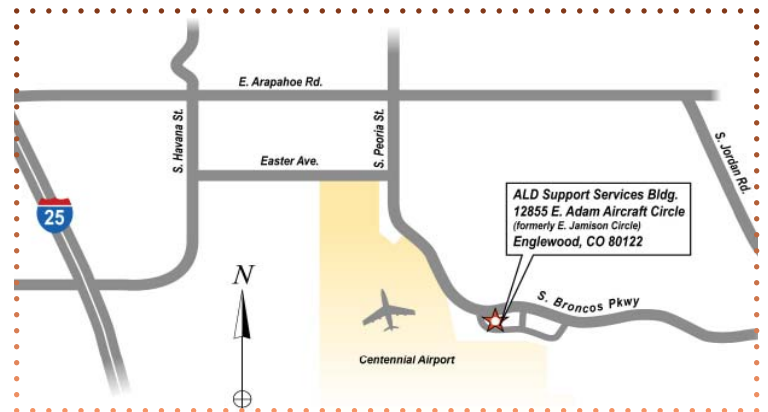 E. Arapahoe Rd.
S. Havana St.
S. Peoria St.
Easter Ave.
S. Jordan Rd.
25
ALD Support Services Bldg.
12855 E. Adam Aircraft Circle
(formerly E. Jamison Circle)
Englewood, CO 80122
N
S. Broncos Pkwy
Centennial Airport